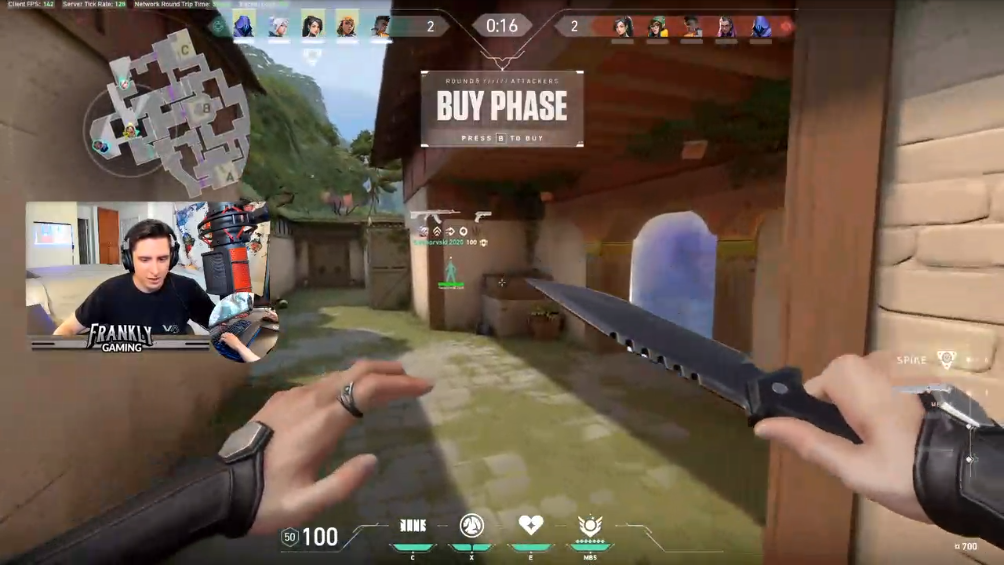 Client FPS: 142 Server Tick Rate: 128 Network Round Trip Time:
2
0:16
2
C
B
A
ATTACKERS
BUY PHASE
PRESS B TO BUY
100
FRANKLY
GAMING
SPIKE
50 100
C
X
E
700